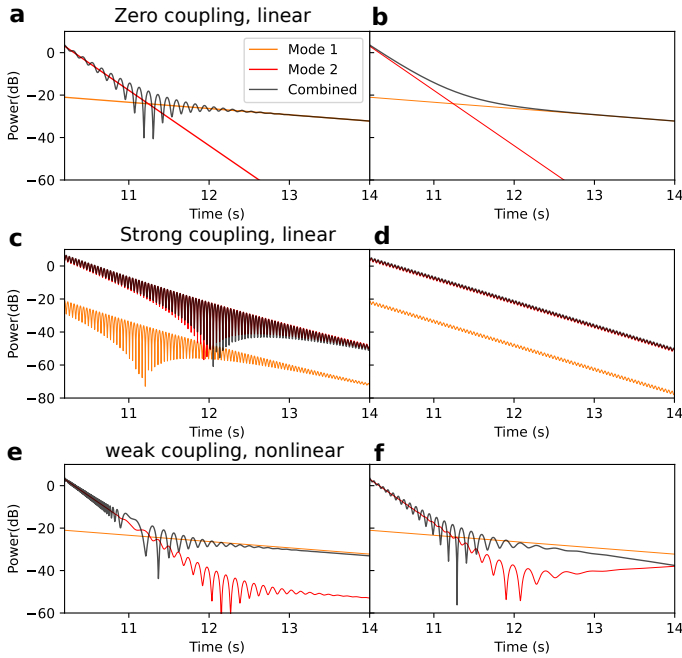 a Zero coupling, linear b
Mode 1
Mode 2
Combined
Power(dB)
0
−20
−40
−60
11 12 13 14
11 12 13 14
Time (s) Time (s)
c Strong coupling, linear d
Power(dB)
0
−20
−40
−60
−80
11 12 13 14
11 12 13 14
Time (s) Time (s)
e weak coupling, nonlinear f
Power(dB)
0
−20
−40
−60
11 12 13 14
11 12 13 14
Time (s) Time (s)